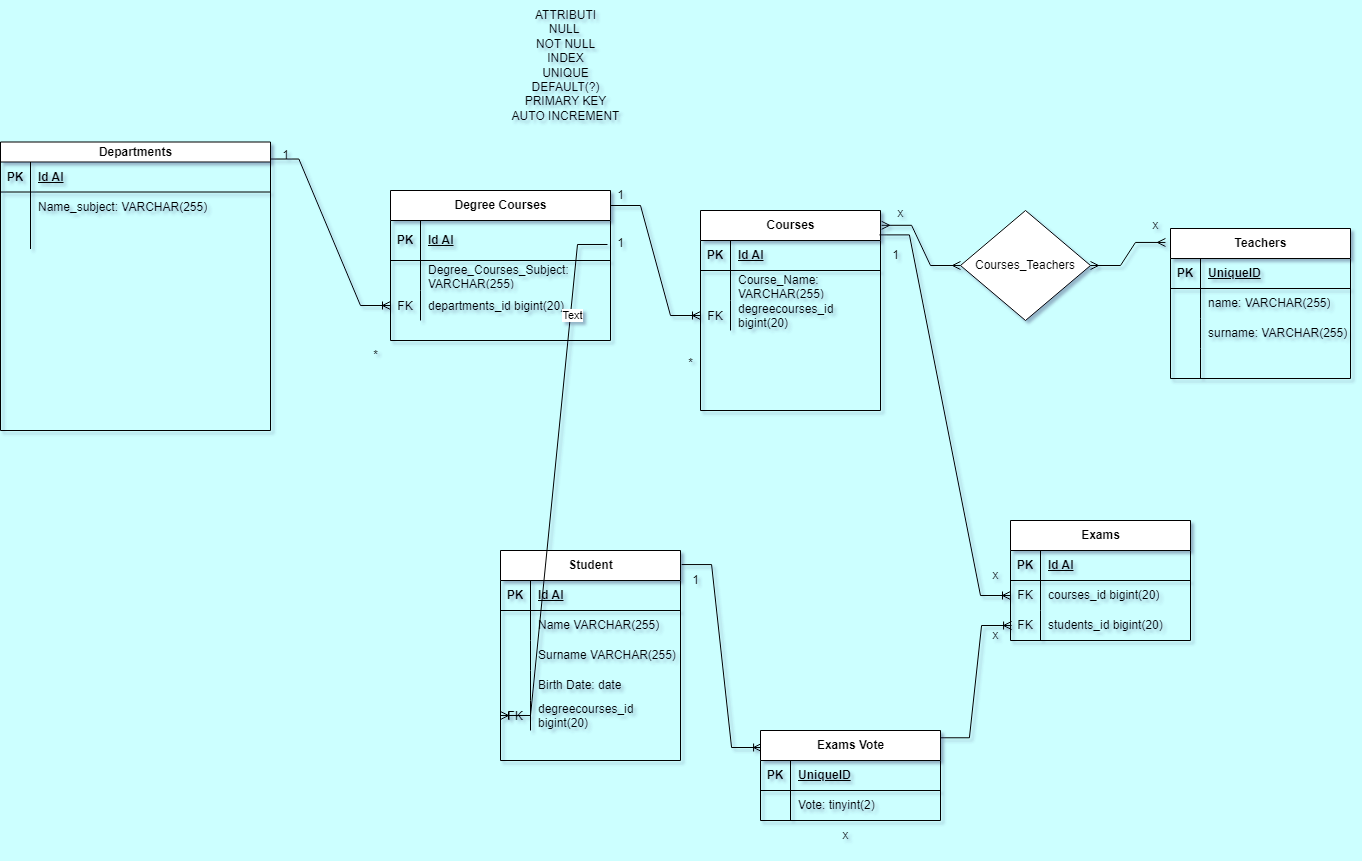 ATTRIBUTI
NULL
NOT NULL
INDEX
UNIQUE
DEFAULT(?)
PRIMARY KEY
AUTO INCREMENT
Departments
PK Id AI
Name_subject: VARCHAR(255)
1
*
Degree Courses
PK Id AI
Degree_Courses_Subject:
VARCHAR(255)
FK departments_id bigint(20)
1
1
Text
*
Courses
PK Id AI
Course_Name:
VARCHAR(255)
FK degreecourses_id
bigint(20)
x
1
Courses_Teachers
x
Teachers
PK UniqueID
name: VARCHAR(255)
surname: VARCHAR(255)
Student
PK Id AI
Name VARCHAR(255)
Surname VARCHAR(255)
Birth Date: date
FK degreecourses_id
bigint(20)
1
Exams
PK Id AI
FK courses_id bigint(20)
FK students_id bigint(20)
x
x
Exams Vote
PK UniqueID
Vote: tinyint(2)
x